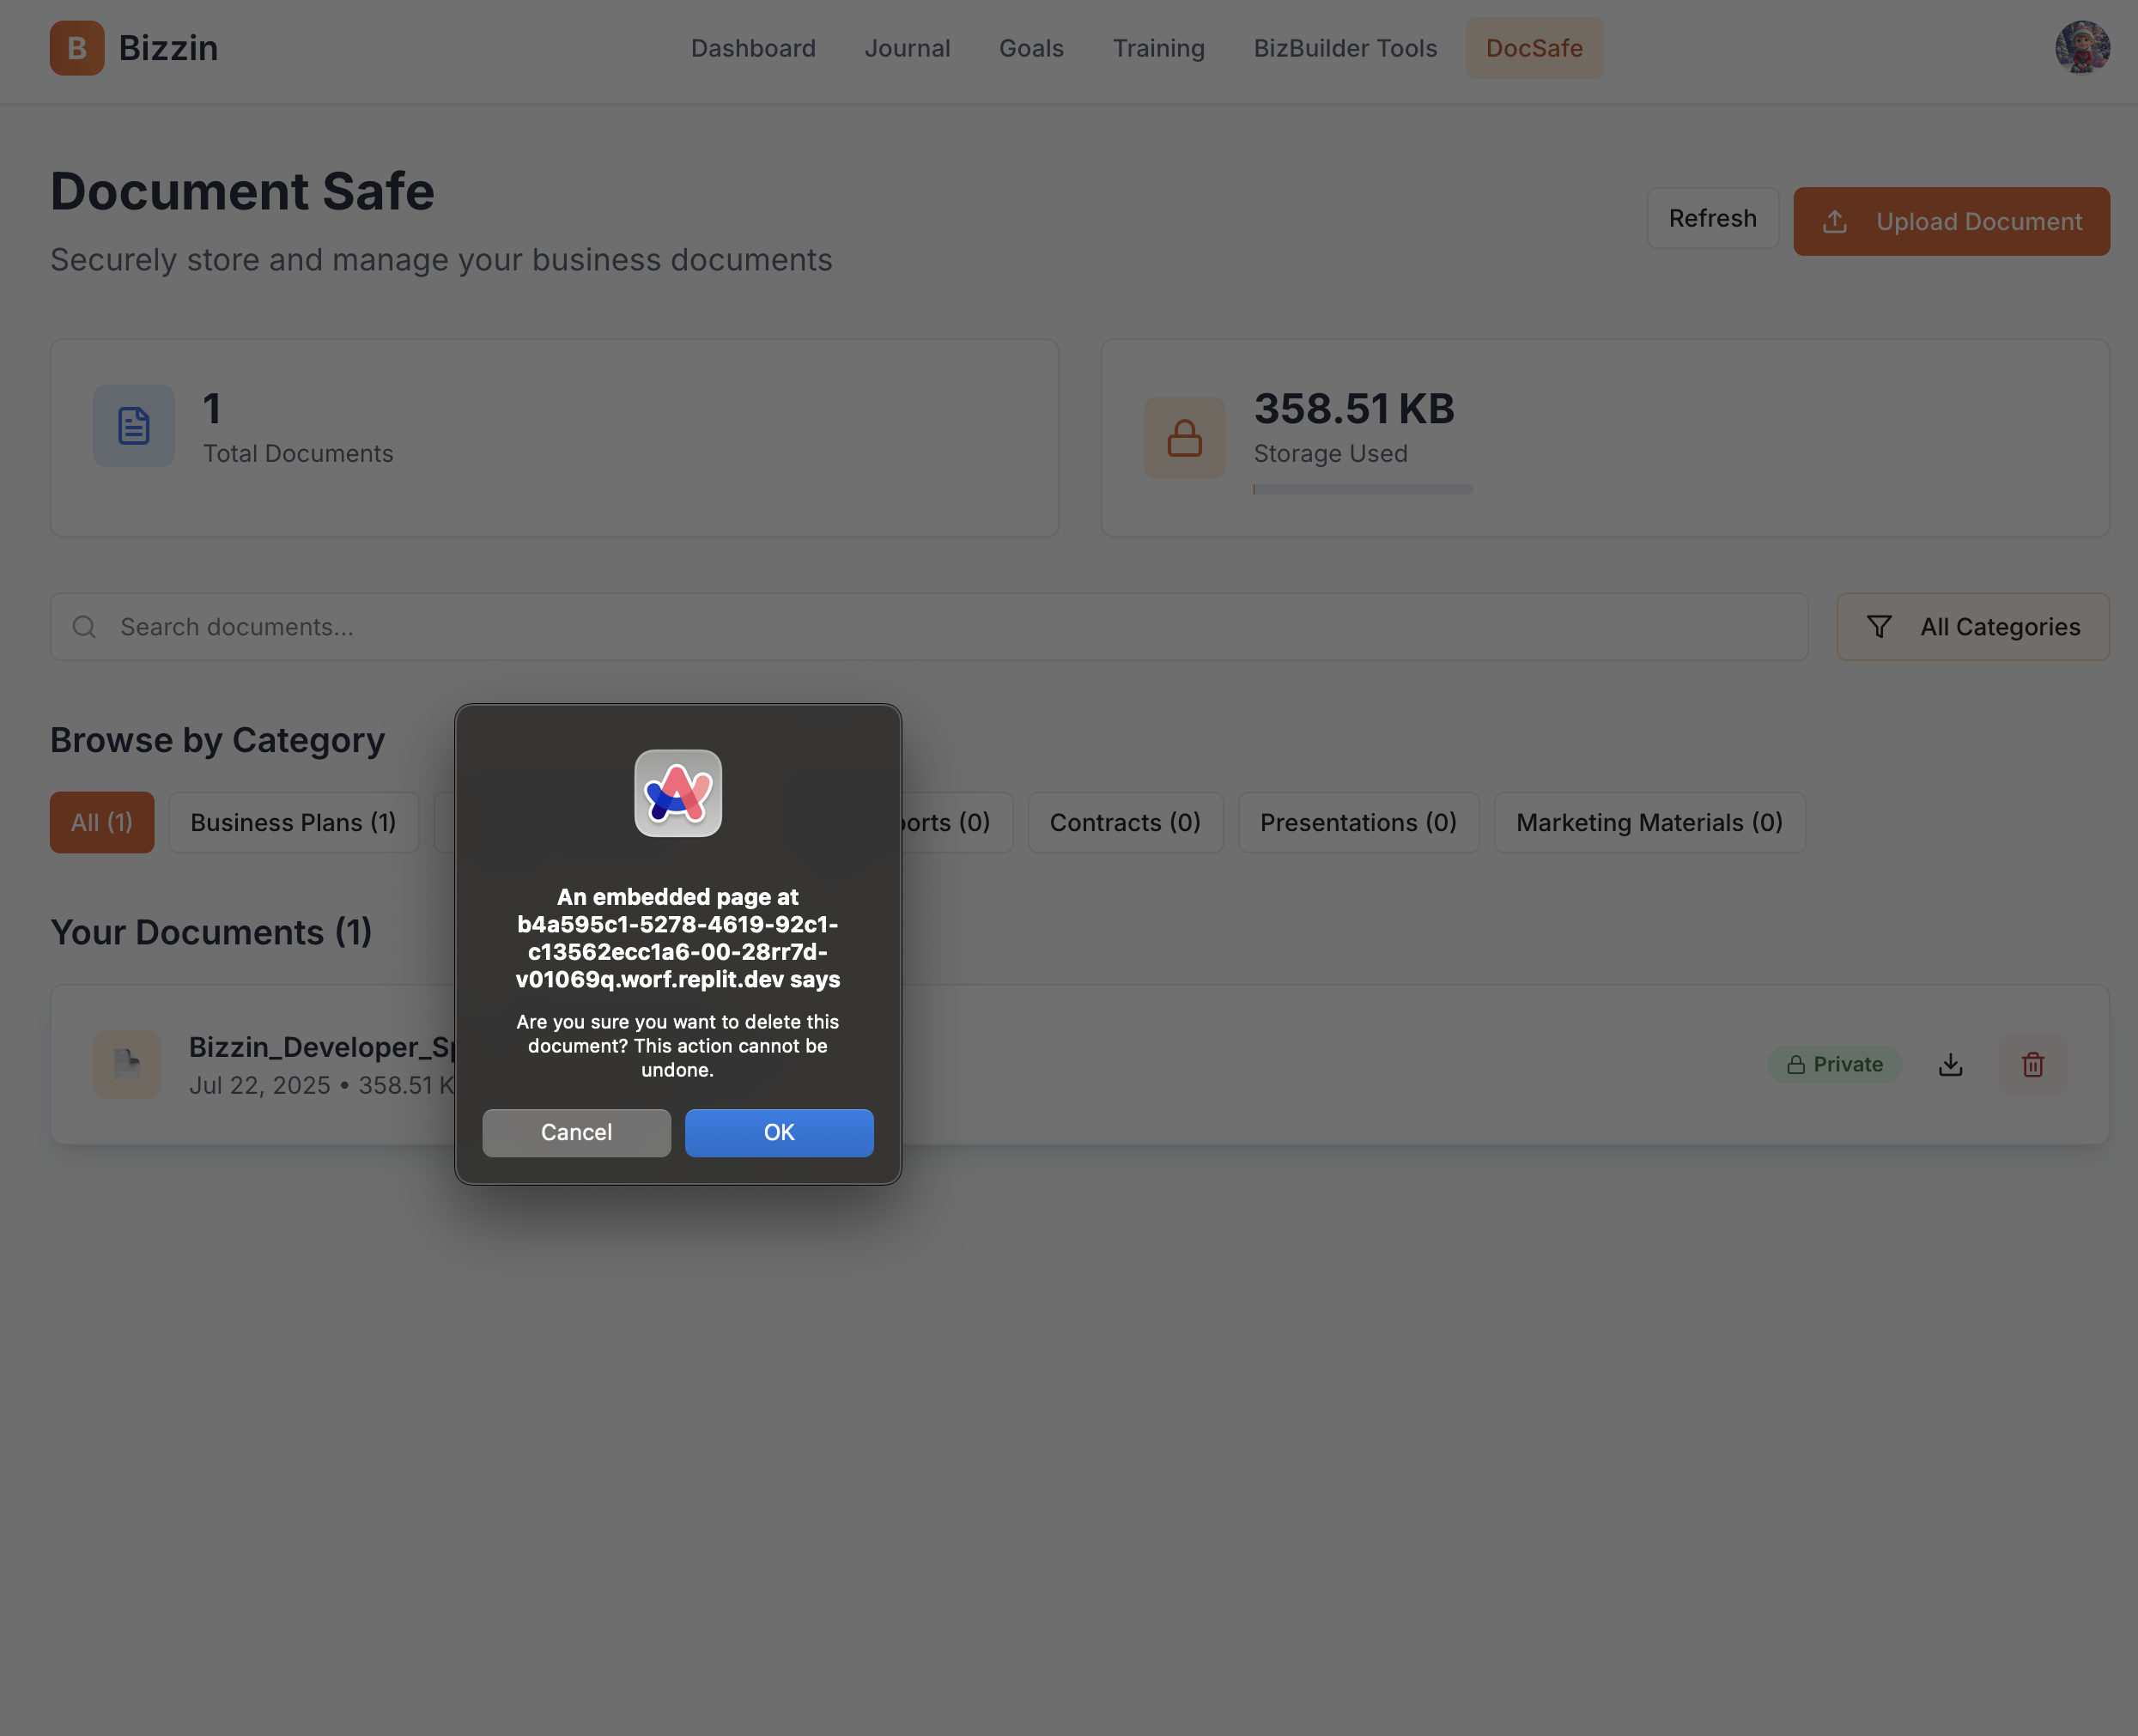 B Bizzin
Dashboard Journal Goals Training BizBuilder Tools DocSafe
Document Safe
Securely store and manage your business documents
Refresh
Upload Document
1
Total Documents
358.51 KB
Storage Used
Search documents...
All Categories
Browse by Category
All (1) Business Plans (1) (0) Contracts (0) Presentations (0) Marketing Materials (0)
An embedded page at
b4a595c1-5278-4619-92c1-
c13562ecc1a6-00-28rr7d-
v01069q.worf.replit.dev says
Are you sure you want to delete this
document? This action cannot be
undone.
Cancel OK
Your Documents (1)
Bizzin_Developer_S
Jul 22, 2025 • 358.51 K
Private